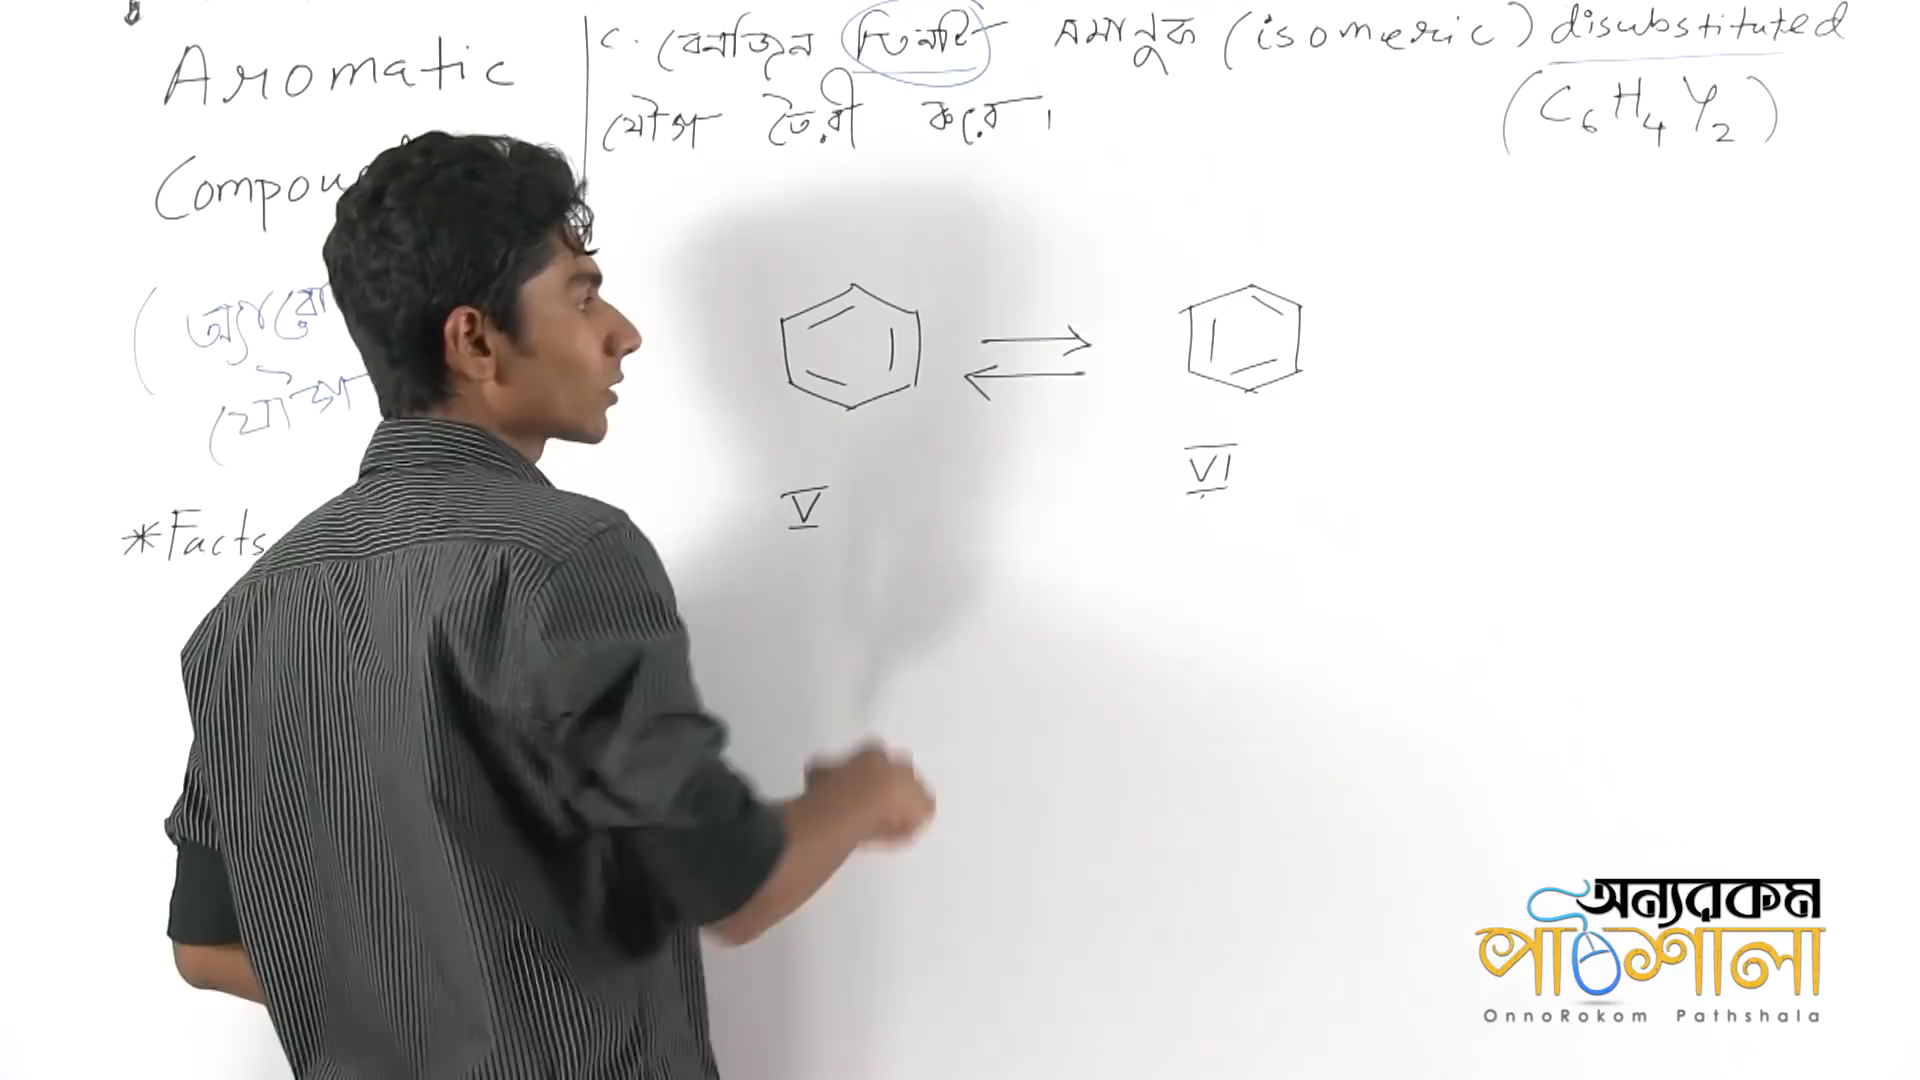 Aromatic
Compou
(অ্যারো
যৌগ
*Facts
c. বেনজিন তিনটি সমাণুক (isomeric) disubstituted
যৌগ তৈরী করে।
(C₆H₄Y₂)
V
VI
অন্যরকম
পাঠশালা
OnnoRokom Pathshala